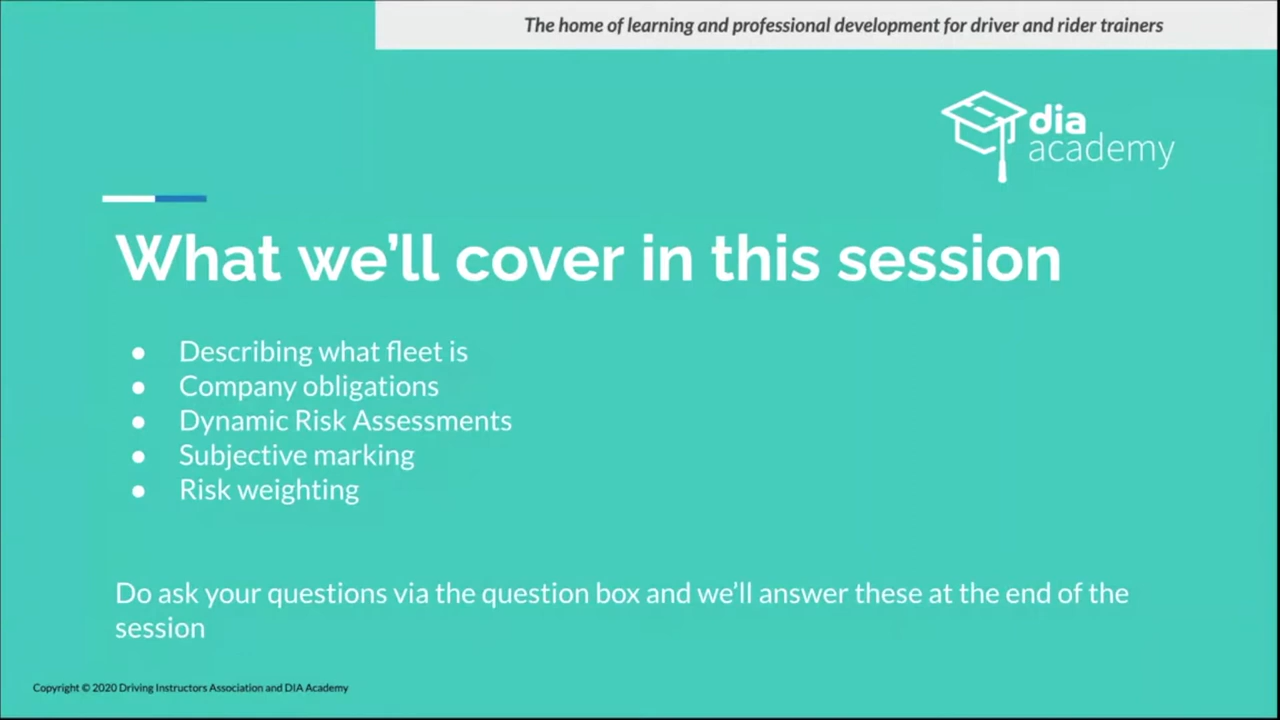 The home of learning and professional development for driver and rider trainers
dia
academy
What we'll cover in this session
● Describing what fleet is
● Company obligations
● Dynamic Risk Assessments
● Subjective marking
● Risk weighting
Do ask your questions via the question box and we'll answer these at the end of the
session
Copyright © 2020 Driving Instructors Association and DIA Academy